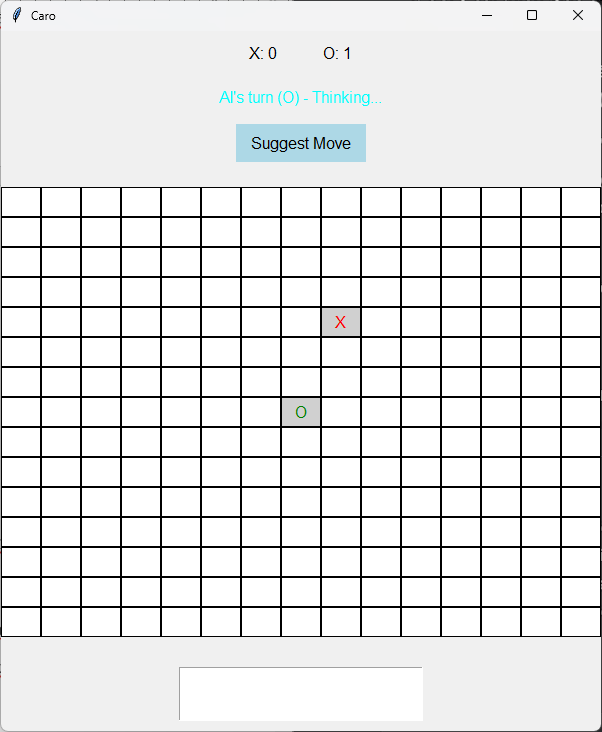 Caro
X: 0 O: 1
AI's turn (O) - Thinking...
Suggest Move
X
O